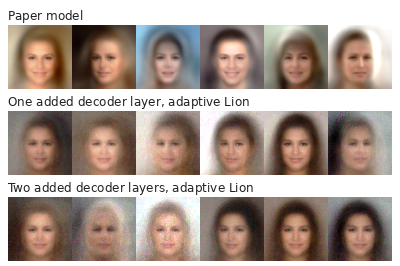 Paper model
One added decoder layer, adaptive Lion
Two added decoder layers, adaptive Lion